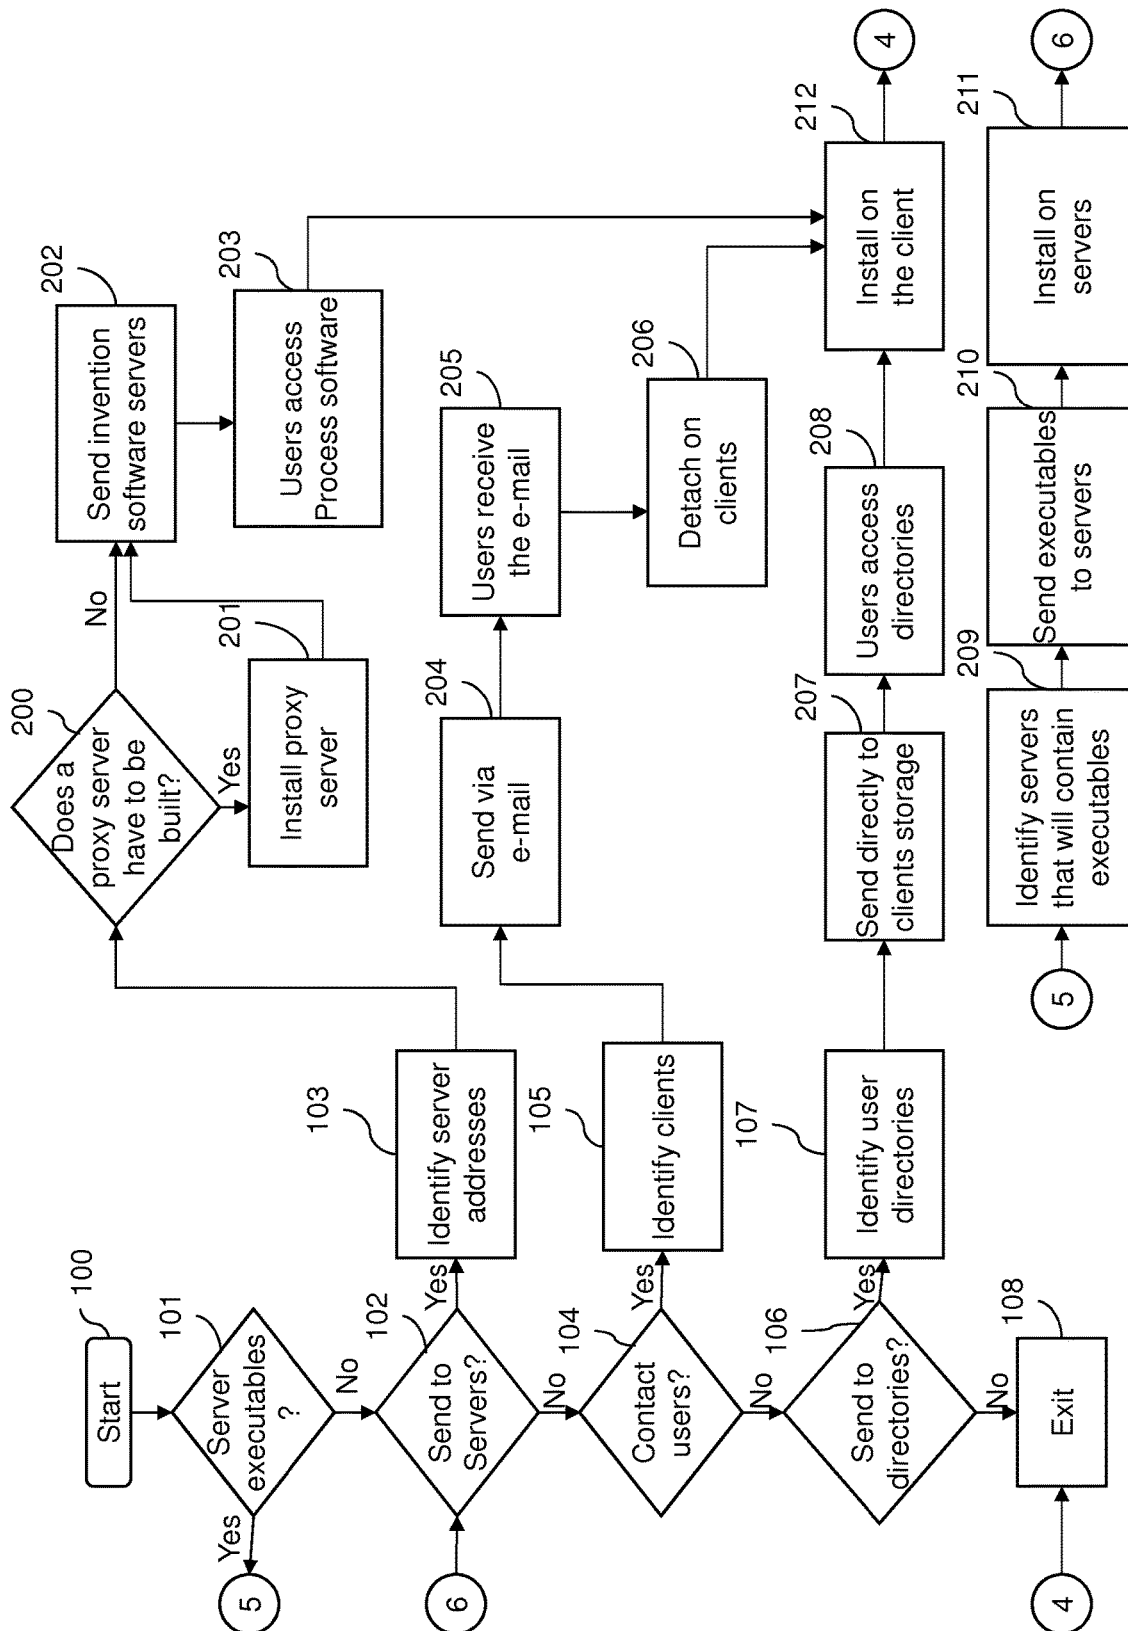 100
Start
101
Server
executables
?
Yes
5
No
102
Send to
Servers?
6
Yes
103
Identify server
addresses
No
104
Contact
users?
Yes
105
Identify clients
No
106
Send to
directories?
Yes
107
Identify user
directories
No
108
Exit
4
200
Does a
proxy server
have to be
built?
No
Yes
201
Install proxy
server
202
Send invention
software servers
203
Users access
Process software
204
Send via
e-mail
205
Users receive
the e-mail
206
Detach on
clients
207
Send directly to
clients storage
208
Users access
directories
212
Install on
the client
4
5
209
Identify servers
that will contain
executables
210
Send executables
to servers
211
Install on
servers
6